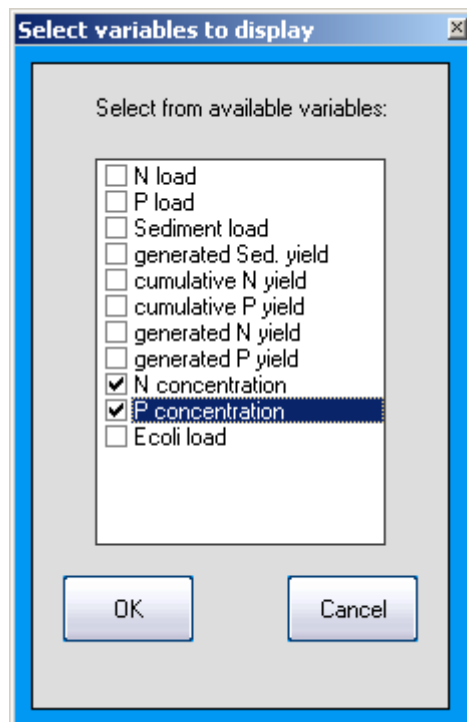 Select variables to display
Select from available variables:
N load
P load
Sediment load
generated Sed. yield
cumulative N yield
cumulative P yield
generated N yield
generated P yield
N concentration
P concentration
Ecoli load
OK
Cancel